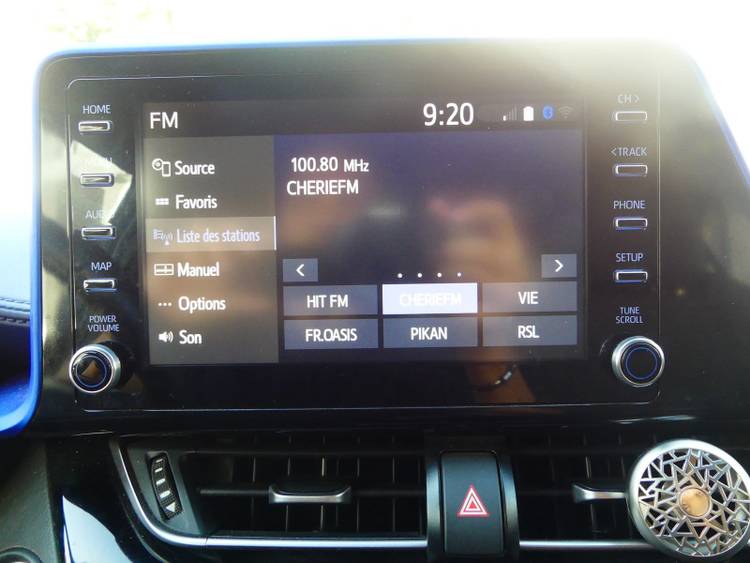 HOME
MENU
AUDIO
MAP
POWER
VOLUME
FM
9:20
Source
Favoris
Liste des stations
Manuel
Options
Son
100.80 MHz
CHERIEFM
<
>
HIT FM
CHERIEFM
VIE
FR.OASIS
PIKAN
RSL
CH >
<TRACK
PHONE
SETUP
TUNE
SCROLL